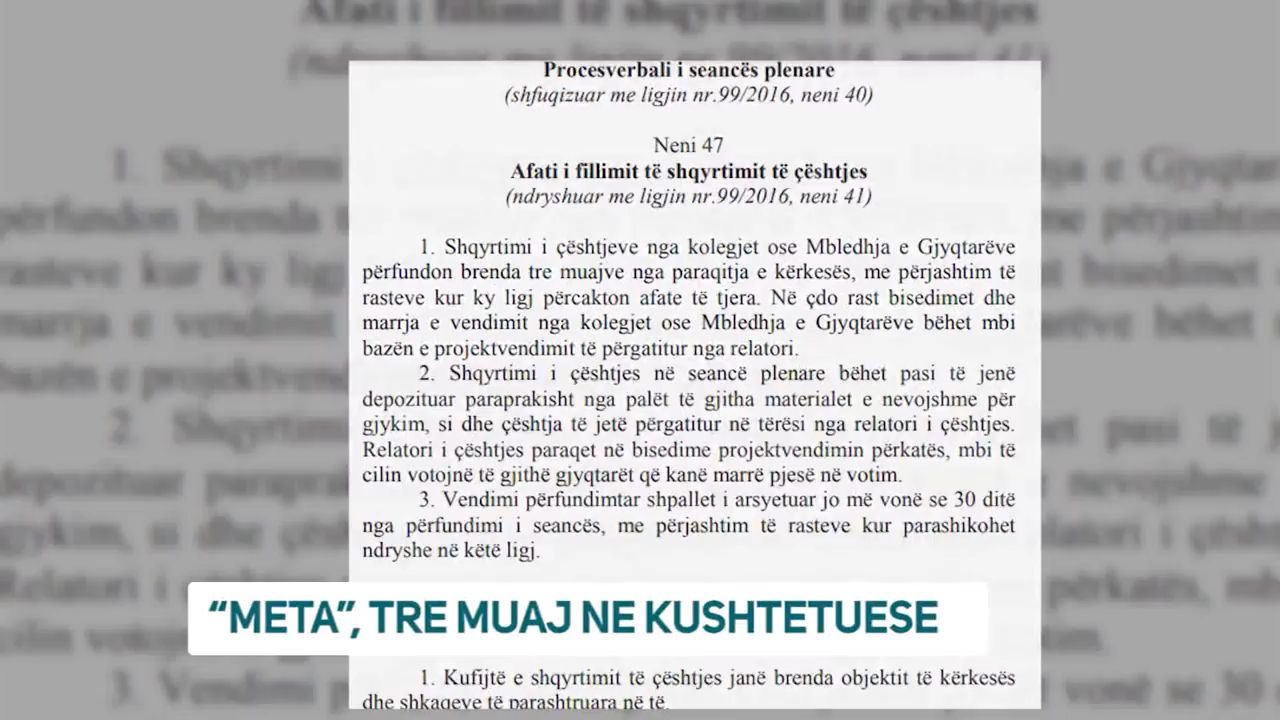 Afati i fillimit të shqyrtimit të çështjes
Procesverbali i seancës plenare
(shfuqizuar me ligjin nr.99/2016, neni 40)
Neni 47
Afati i fillimit të shqyrtimit të çështjes
(ndryshuar me ligjin nr.99/2016, neni 41)
1. Shqyrtimi i çështjeve nga kolegjet ose Mbledhja e Gjyqtarëve
përfundon brenda tre muajve nga paraqitja e kërkesës, me përjashtim të
rasteve kur ky ligj përcakton afate të tjera. Në çdo rast bisedimet dhe
marrja e vendimit nga kolegjet ose Mbledhja e Gjyqtarëve bëhet mbi
bazën e projektvendimit të përgatitur nga relatori.
2. Shqyrtimi i çështjes në seancë plenare bëhet pasi të jenë
depozituar paraprakisht nga palët të gjitha materialet e nevojshme për
gjykim, si dhe çështja të jetë përgatitur në tërësi nga relatori i çështjes.
Relatori i çështjes paraqet në bisedime projektvendimin përkatës, mbi të
cilin votojnë të gjithë gjyqtarët që kanë marrë pjesë në votim.
3. Vendimi përfundimtar shpallet i arsyetuar jo më vonë se 30 ditë
nga përfundimi i seancës, me përjashtim të rasteve kur parashikohet
ndryshe në këtë ligj.
“META”, TRE MUAJ NE KUSHTETUESE
1. Kufijtë e shqyrtimit të çështjes janë brenda objektit të kërkesës
dhe shkaqeve të parashtruara në të.